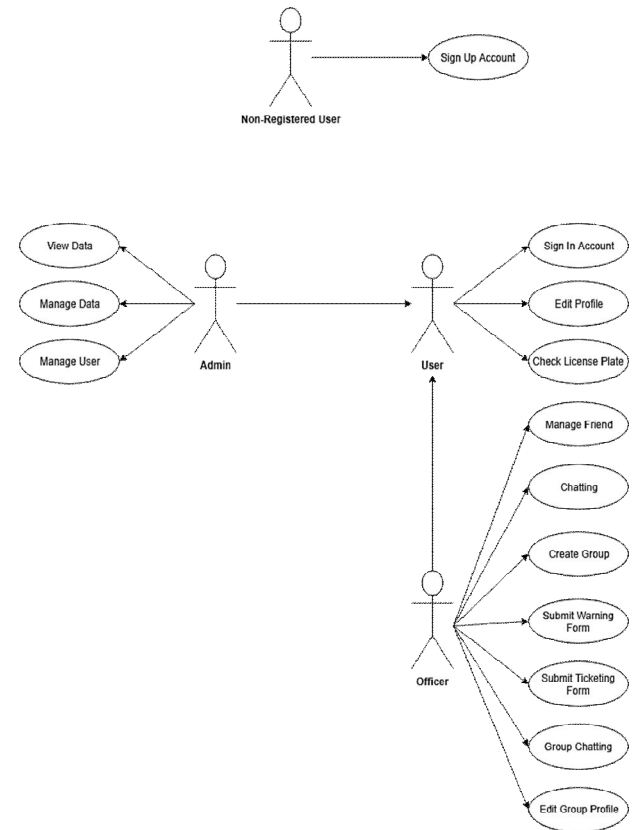 Sign Up Account
Non-Registered User
View Data
Sign In Account
Manage Data
Edit Profile
Manage User
Admin
User
Check License Plate
Manage Friend
Chatting
Create Group
Submit Warning
Form
Officer
Submit Ticketing
Form
Group Chatting
Edit Group Profile